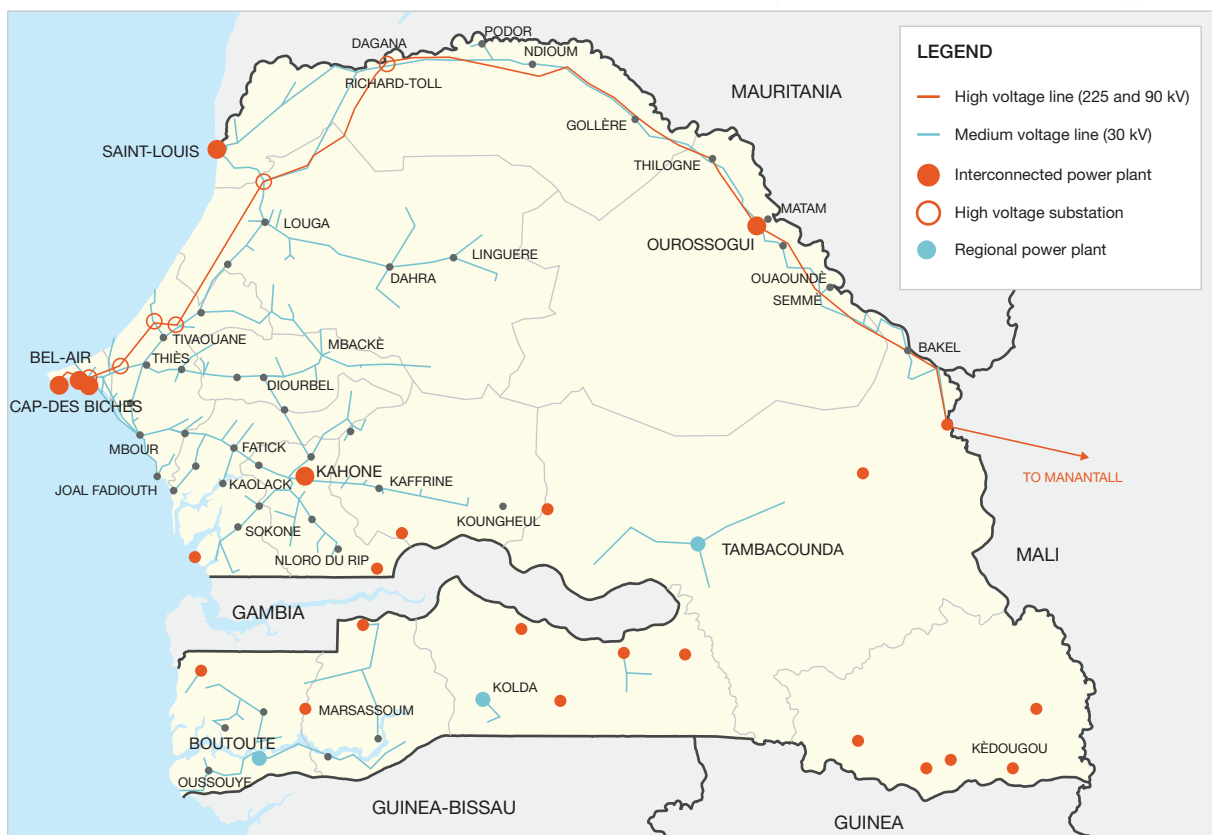 PODOR
DAGANA
NDIOUM
RICHARD-TOLL
MAURITANIA
GOLLÈRE
SAINT-LOUIS
THILOGNE
MATAM
LOUGA
OUROSSOGUI
LINGUERE
DAHRA
OUAOUNDÈ
SEMMÈ
TIVAOUANE
MBACKÈ
BAKEL
BEL-AIR
THIÈS
DIOURBEL
CAP-DES BICHES
MBOUR
FATICK
KAHONE
TO MANANTALL
JOAL FADIOUTH
KAOLACK
KAFFRINE
KOUNGHEUL
SOKONE
TAMBACOUNDA
MALI
NLORO DU RIP
GAMBIA
KOLDA
MARSASSOUM
BOUTOUTE
KÈDOUGOU
OUSSOUYE
GUINEA-BISSAU
GUINEA
LEGEND
High voltage line (225 and 90 kV)
Medium voltage line (30 kV)
Interconnected power plant
High voltage substation
Regional power plant